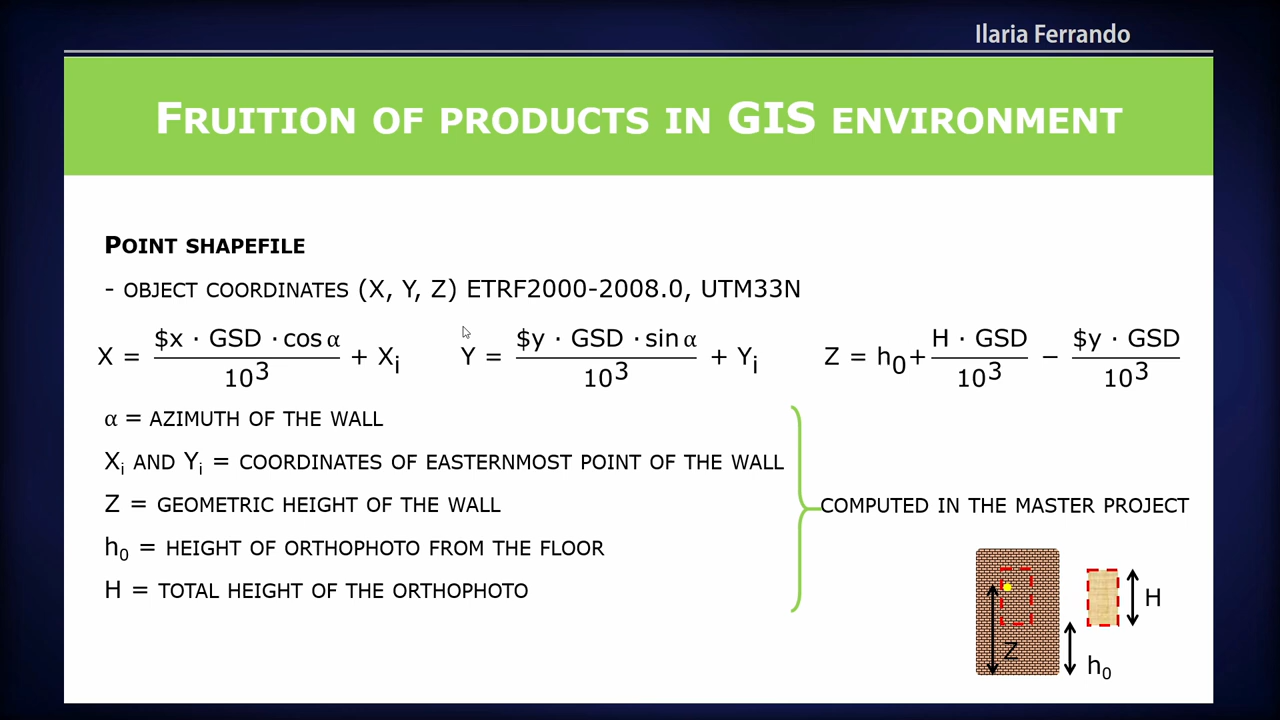 Ilaria Ferrando
FRUITION OF PRODUCTS IN GIS ENVIRONMENT
POINT SHAPEFILE
- OBJECT COORDINATES (X, Y, Z) ETRF2000-2008.0, UTM33N
X = $x · GSD · cos α / 10³ + Xᵢ Y = $y · GSD · sin α / 10³ + Yᵢ Z = h₀+ H · GSD / 10³ − $y · GSD / 10³
α = AZIMUTH OF THE WALL
Xᵢ AND Yᵢ = COORDINATES OF EASTERNMOST POINT OF THE WALL
Z = GEOMETRIC HEIGHT OF THE WALL
COMPUTED IN THE MASTER PROJECT
h₀ = HEIGHT OF ORTHOPHOTO FROM THE FLOOR
H = TOTAL HEIGHT OF THE ORTHOPHOTO
H
Z
h₀